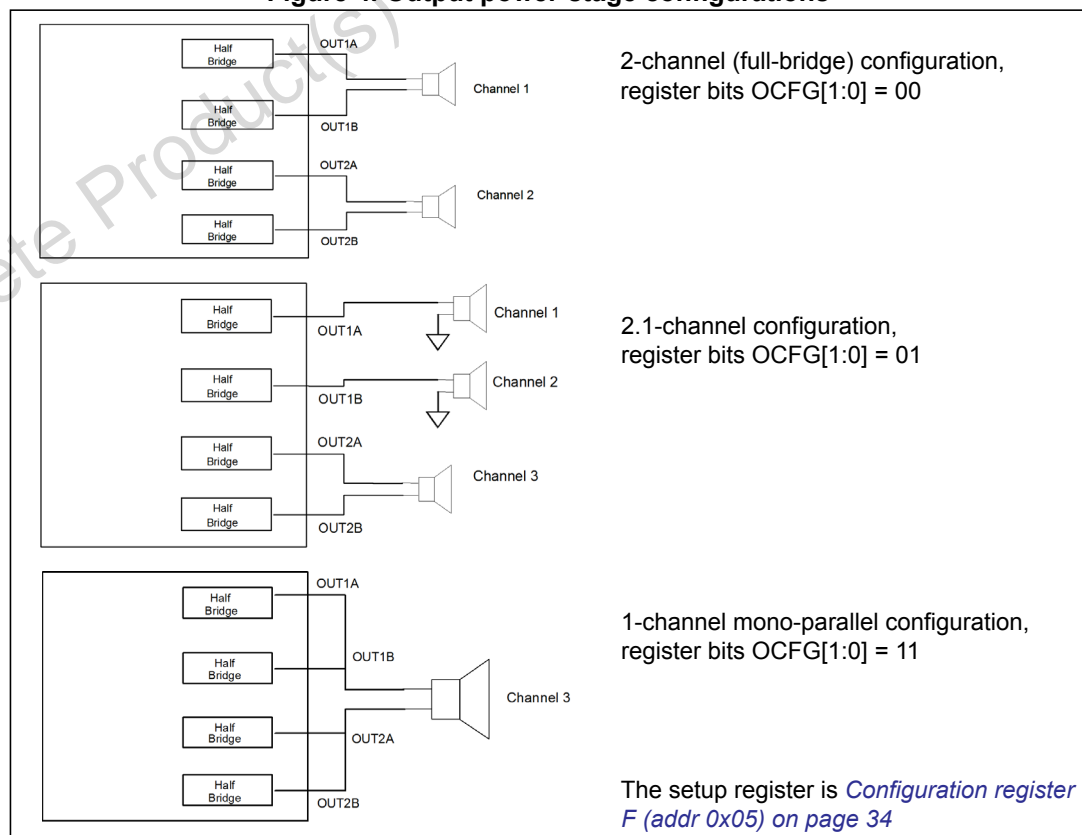 Figure 4. Output power stage configurations
Half
Bridge
OUT1A
Half
Bridge
OUT1B
Channel 1
Half
Bridge
OUT2A
Half
Bridge
OUT2B
Channel 2
2-channel (full-bridge) configuration,
register bits OCFG[1:0] = 00
Half
Bridge
OUT1A
Channel 1
Half
Bridge
OUT1B
Channel 2
Half
Bridge
OUT2A
Half
Bridge
OUT2B
Channel 3
2.1-channel configuration,
register bits OCFG[1:0] = 01
Half
Bridge
OUT1A
Half
Bridge
OUT1B
Half
Bridge
OUT2A
Half
Bridge
OUT2B
Channel 3
1-channel mono-parallel configuration,
register bits OCFG[1:0] = 11
The setup register is Configuration register
F (addr 0x05) on page 34
ete Product(s)